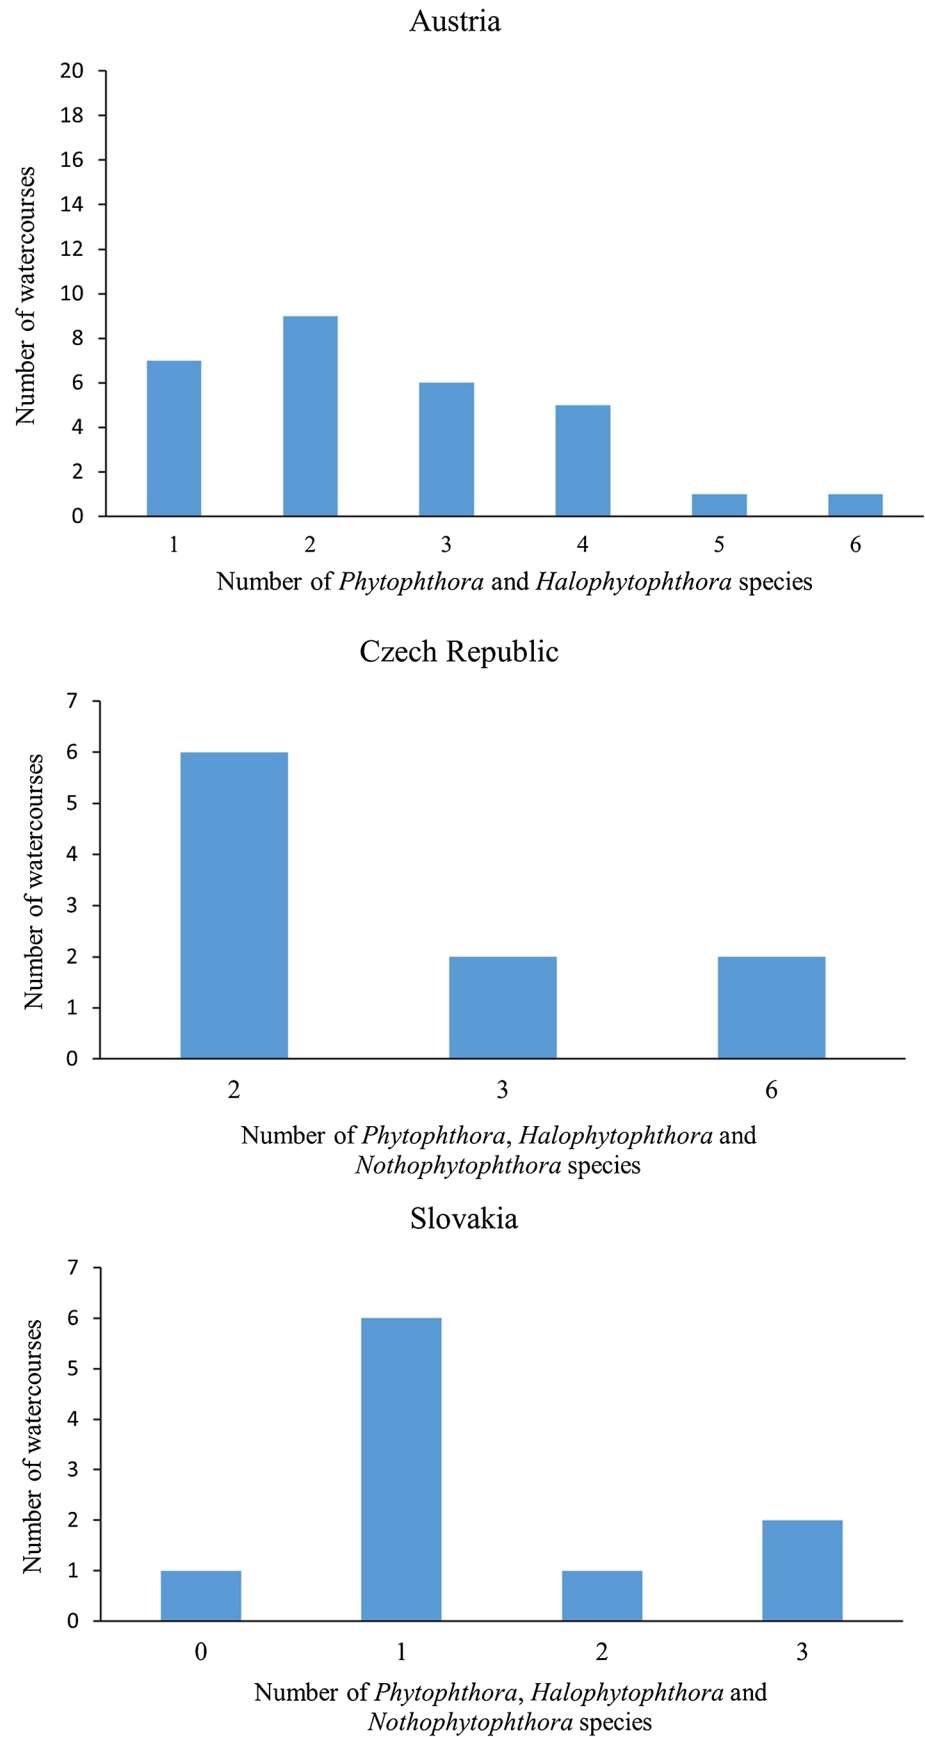 Austria
20
18
16
14
12
10
8
6
4
2
0
Number of watercourses
1 2 3 4 5 6
Number of Phytophthora and Halophytophthora species
Czech Republic
7
6
5
4
3
2
1
0
Number of watercourses
2 3 6
Number of Phytophthora, Halophytophthora and
Nothophytophthora species
Slovakia
7
6
5
4
3
2
1
0
Number of watercourses
0 1 2 3
Number of Phytophthora, Halophytophthora and
Nothophytophthora species